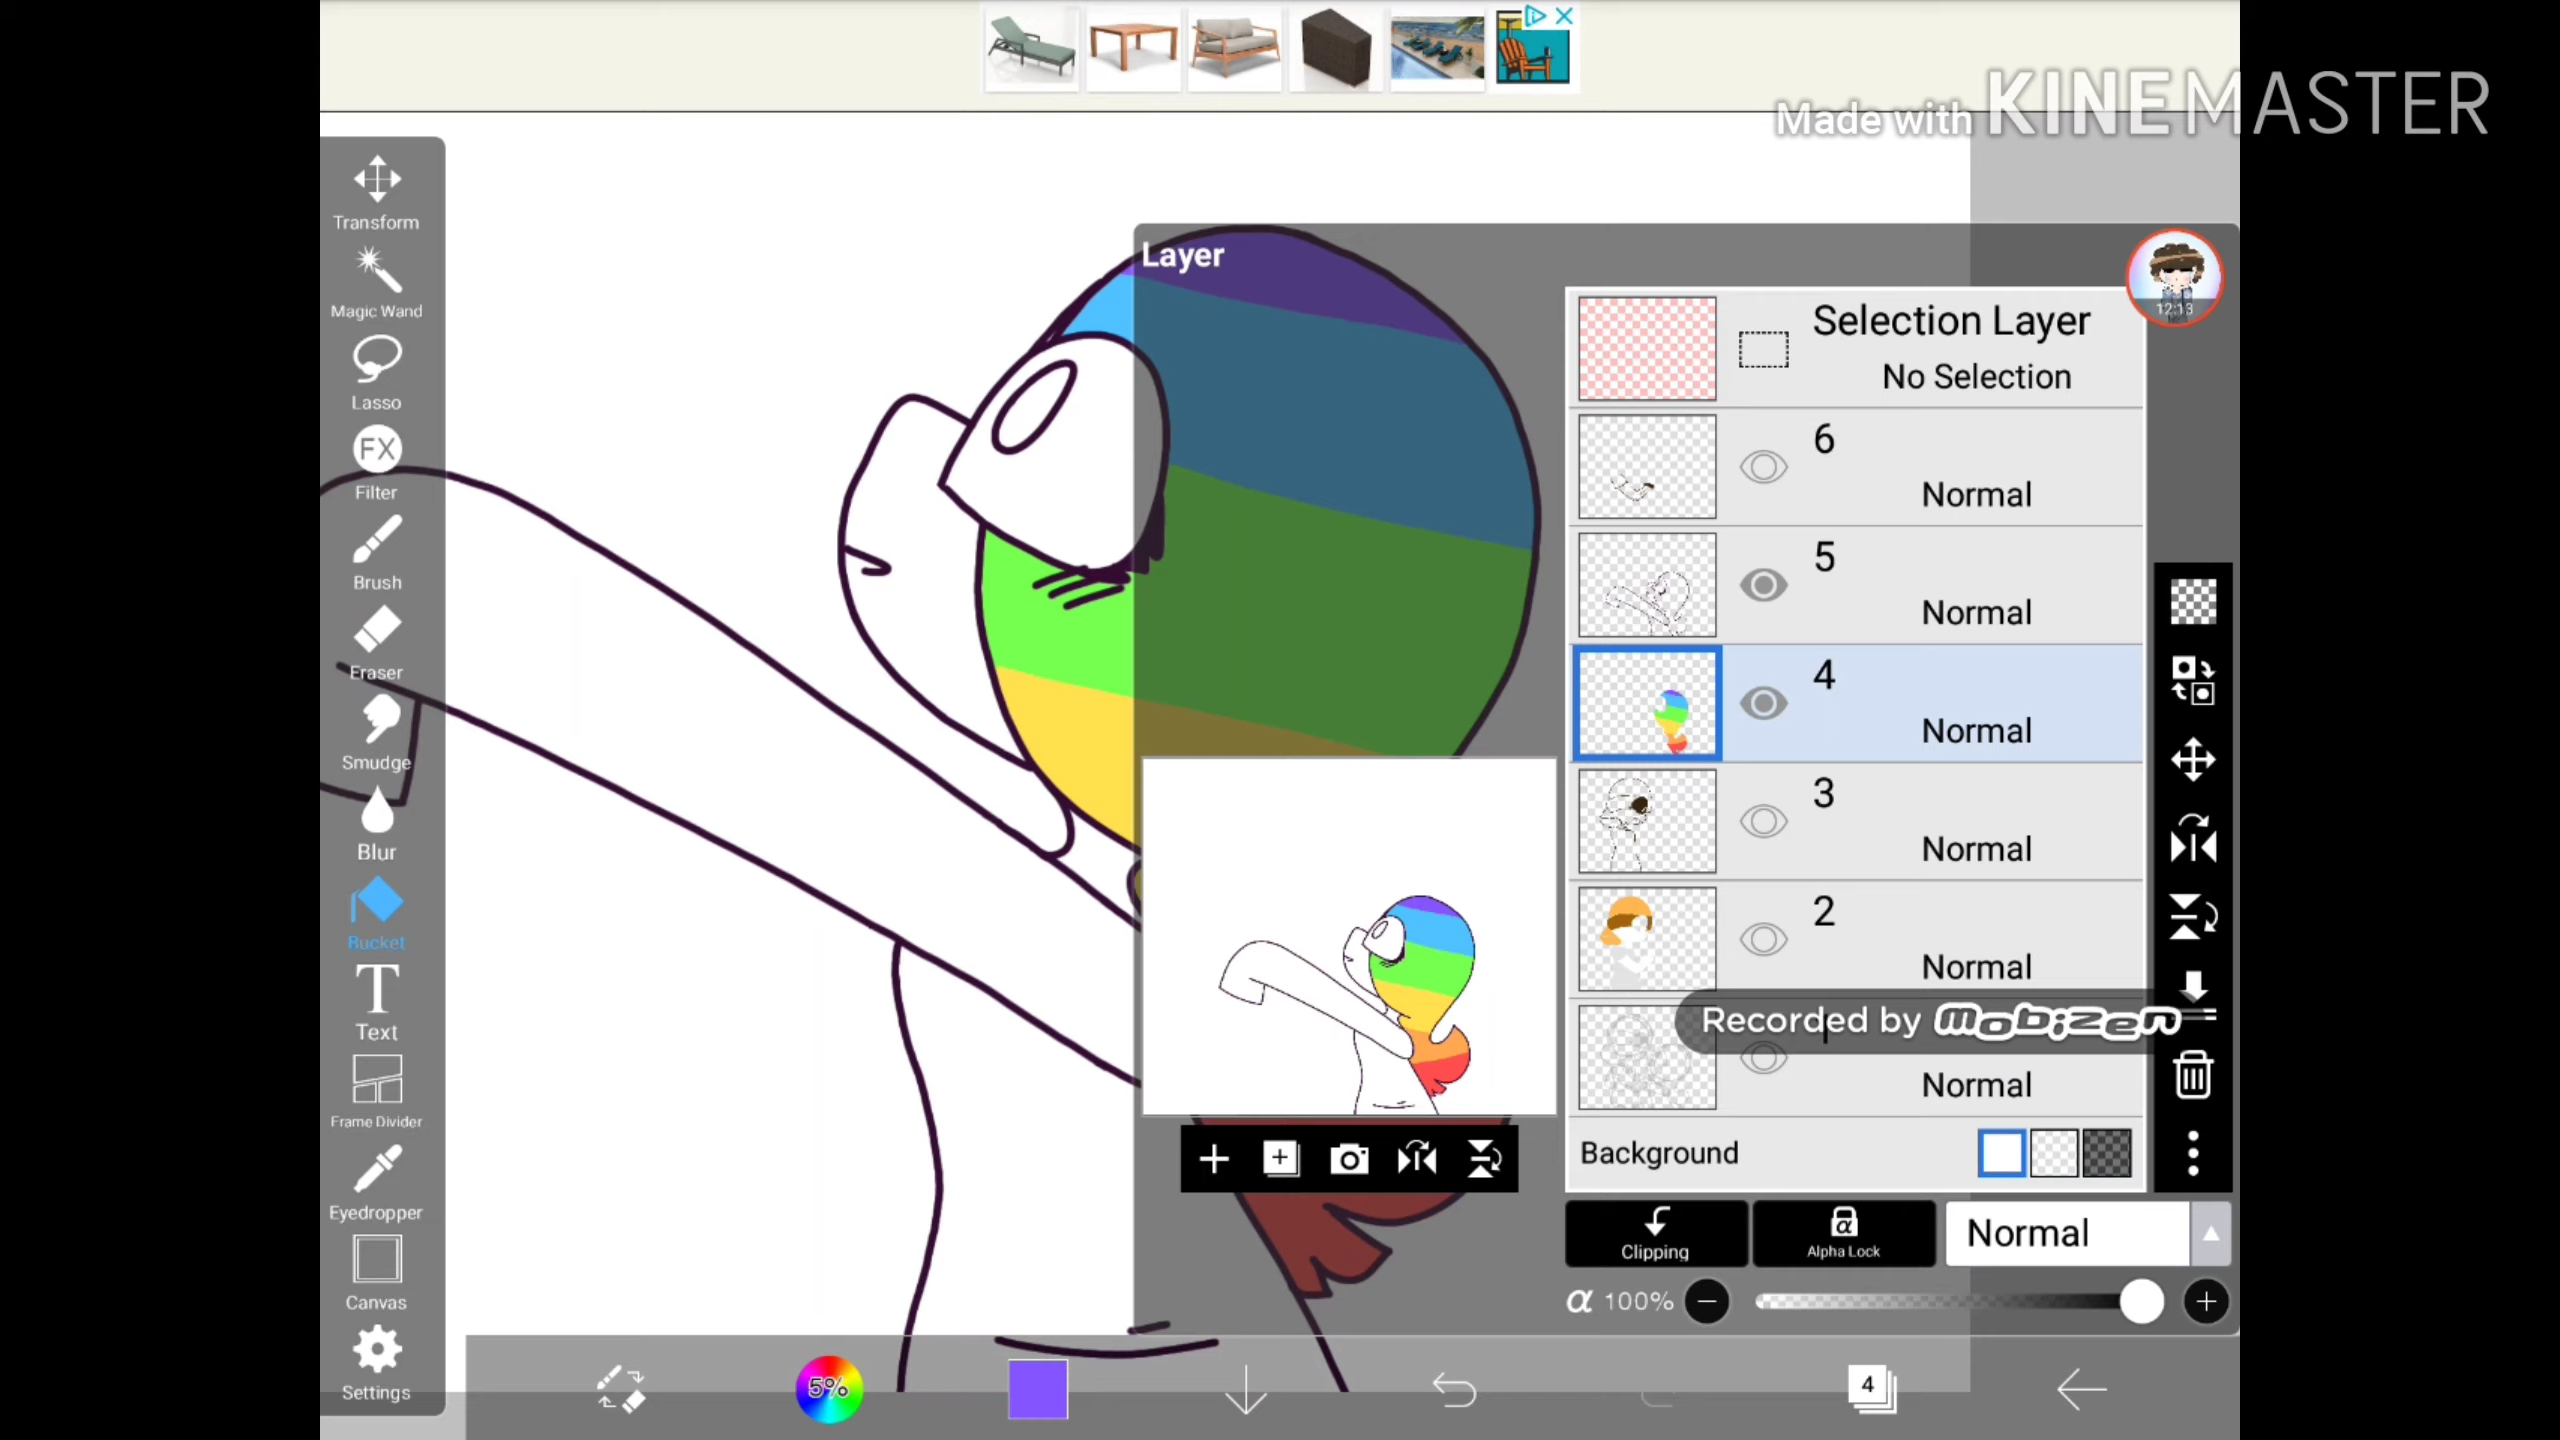 Made with KINEMASTER
Transform
Magic Wand
Lasso
FX
Filter
Brush
Eraser
Smudge
Blur
Bucket
T
Text
Frame Divider
Eyedropper
Canvas
Settings
Layer
12:13
Selection Layer
No Selection
6
Normal
5
Normal
4
Normal
3
Normal
2
Normal
Recorded by mobizen
1
Normal
Background
Clipping
α
Alpha Lock
Normal
α 100%
5%
4